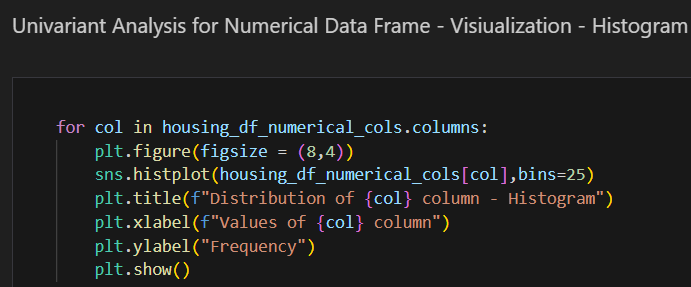 Univariant Analysis for Numerical Data Frame - Visiualization - Histogram
for col in housing_df_numerical_cols.columns:
    plt.figure(figsize = (8,4))
    sns.histplot(housing_df_numerical_cols[col],bins=25)
    plt.title(f"Distribution of {col} column - Histogram")
    plt.xlabel(f"Values of {col} column")
    plt.ylabel("Frequency")
    plt.show()